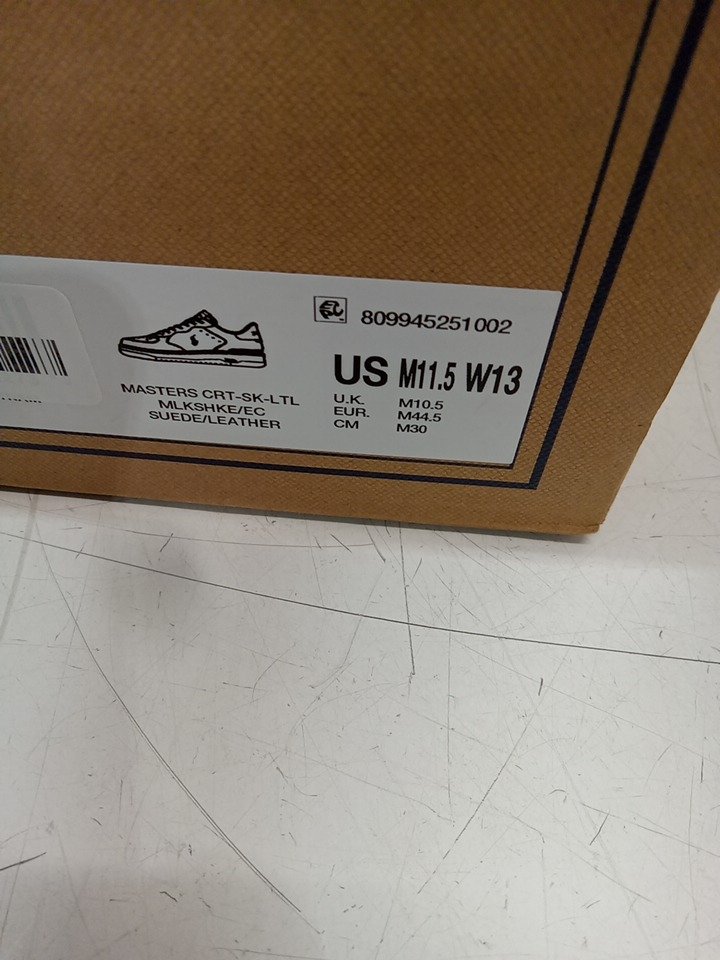 809945251002
US M11.5 W13
U.K. M10.5
EUR. M44.5
CM M30
MASTERS CRT-SK-LTL
MLKSHKE/EC
SUEDE/LEATHER